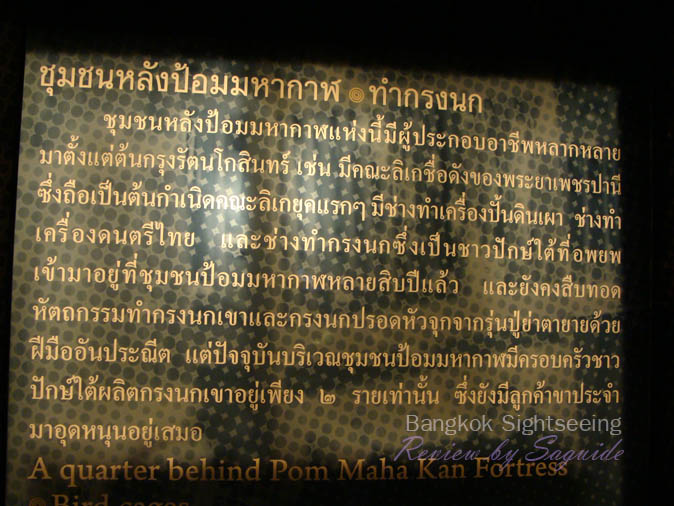 ชุมชนหลังป้อมมหากาฬ ๏ ทำกรงนก
ชุมชนหลังป้อมมหากาฬแห่งนี้มีผู้ประกอบอาชีพหลากหลาย
มาตั้งแต่ต้นกรุงรัตนโกสินทร์ เช่น มีคณะลิเกชื่อดังของพระยาเพชรปาณี
ซึ่งถือเป็นต้นกำเนิดคณะลิเกยุคแรกๆ มีช่างทำเครื่องปั้นดินเผา ช่างทำ
เครื่องดนตรีไทย และช่างทำกรงนกซึ่งเป็นชาวปักษ์ใต้ที่อพยพ
เข้ามาอยู่ที่ชุมชนป้อมมหากาฬหลายสิบปีแล้ว และยังคงสืบทอด
หัตถกรรมทำกรงนกเขาและกรงนกปรอดหัวจุกจากรุ่นปู่ย่าตายายด้วย
ฝีมืออันประณีต แต่ปัจจุบันบริเวณชุมชนป้อมมหากาฬมีครอบครัวชาว
ปักษ์ใต้ผลิตกรงนกเขาอยู่เพียง ๒ รายเท่านั้น ซึ่งยังมีลูกค้าขาประจำ
มาอุดหนุนอยู่เสมอ
Bangkok Sightseeing
Review by Saguide
A quarter behind Pom Maha Kan Fortress
๏ Bird cages